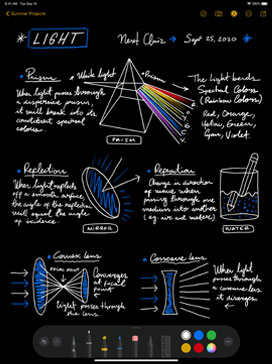 9:41 AM Tue Sep 15
Summer Projects
* LIGHT
Next Quiz → Sept 25, 2020
Prism
White light
Prism
When light passes through
a dispersive prism,
it will break into its
constituent spectral
colors.
PRISM
The Light bends
Spectral Colors
(Rainbow Colors)
Red, Orange,
Yellow, Green,
Cyan, Violet.
Reflection
When light reflects
off a smooth surface,
the angle of the reflection
will equal the angle
of incidence.
MIRROR
Refraction
Change in direction
of waves when
passing through one
medium into another
(eg. air and water)
WATER
Convex Lens
FOCAL POINT
Converges
at focal
point
Light passes through
the lens.
Concave Lens
When light
passes through
a concave lens
it diverges